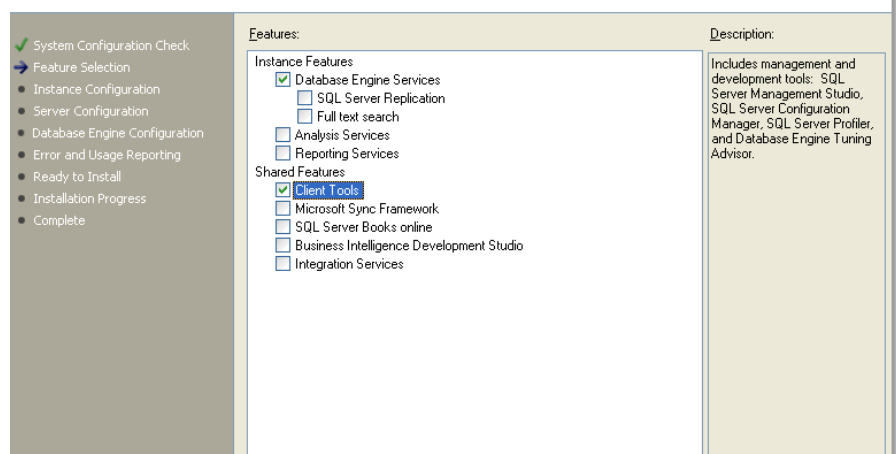 System Configuration Check
Feature Selection
Instance Configuration
Server Configuration
Database Engine Configuration
Error and Usage Reporting
Ready to Install
Installation Progress
Complete
Features:
Instance Features
Database Engine Services
SQL Server Replication
Full text search
Analysis Services
Reporting Services
Shared Features
Client Tools
Microsoft Sync Framework
SQL Server Books online
Business Intelligence Development Studio
Integration Services
Description:
Includes management and
development tools: SQL
Server Management Studio,
SQL Server Configuration
Manager, SQL Server Profiler,
and Database Engine Tuning
Advisor.